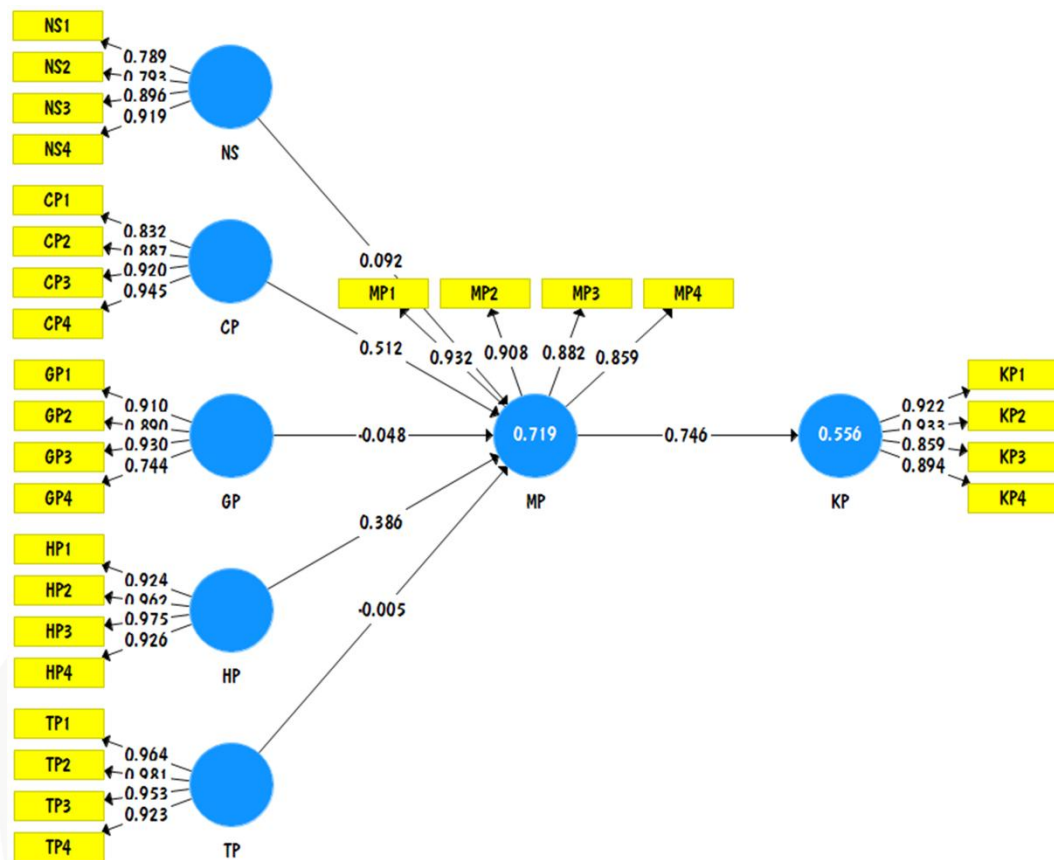 NS1
NS2
NS3
NS4
0.789
0.793
0.896
0.919
NS
CP1
CP2
CP3
CP4
0.832
0.887
0.920
0.945
CP
GP1
GP2
GP3
GP4
0.910
0.890
0.930
0.744
GP
HP1
HP2
HP3
HP4
0.924
0.962
0.975
0.926
HP
TP1
TP2
TP3
TP4
0.964
0.981
0.953
0.923
TP
0.092
0.512
-0.048
0.386
-0.005
MP1
MP2
MP3
MP4
0.932
0.908
0.882
0.859
0.719
MP
0.746
0.556
KP
0.922
0.933
0.859
0.894
KP1
KP2
KP3
KP4